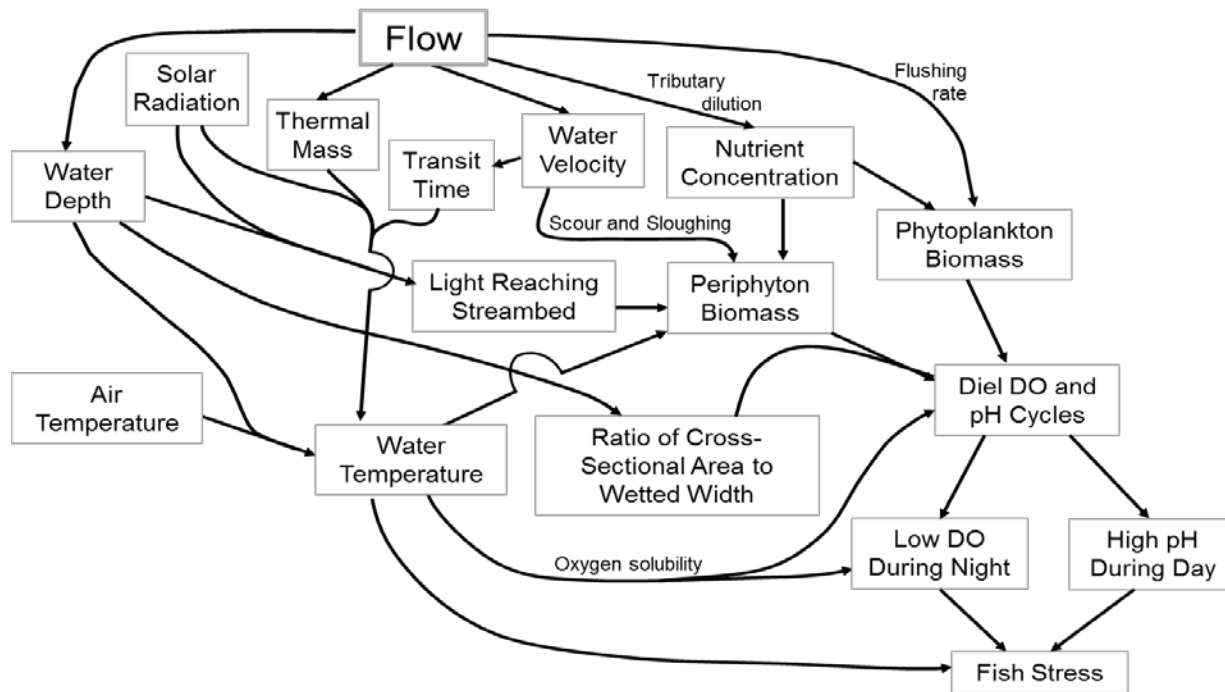 Flow
Solar
Radiation
Tributary
dilution
Flushing
rate
Thermal
Mass
Water
Velocity
Nutrient
Concentration
Transit
Time
Water
Depth
Scour and Sloughing
Phytoplankton
Biomass
Light Reaching
Streambed
Periphyton
Biomass
Air
Temperature
Diel DO and
pH Cycles
Water
Temperature
Ratio of Cross-
Sectional Area to
Wetted Width
Oxygen solubility
Low DO
During Night
High pH
During Day
Fish Stress